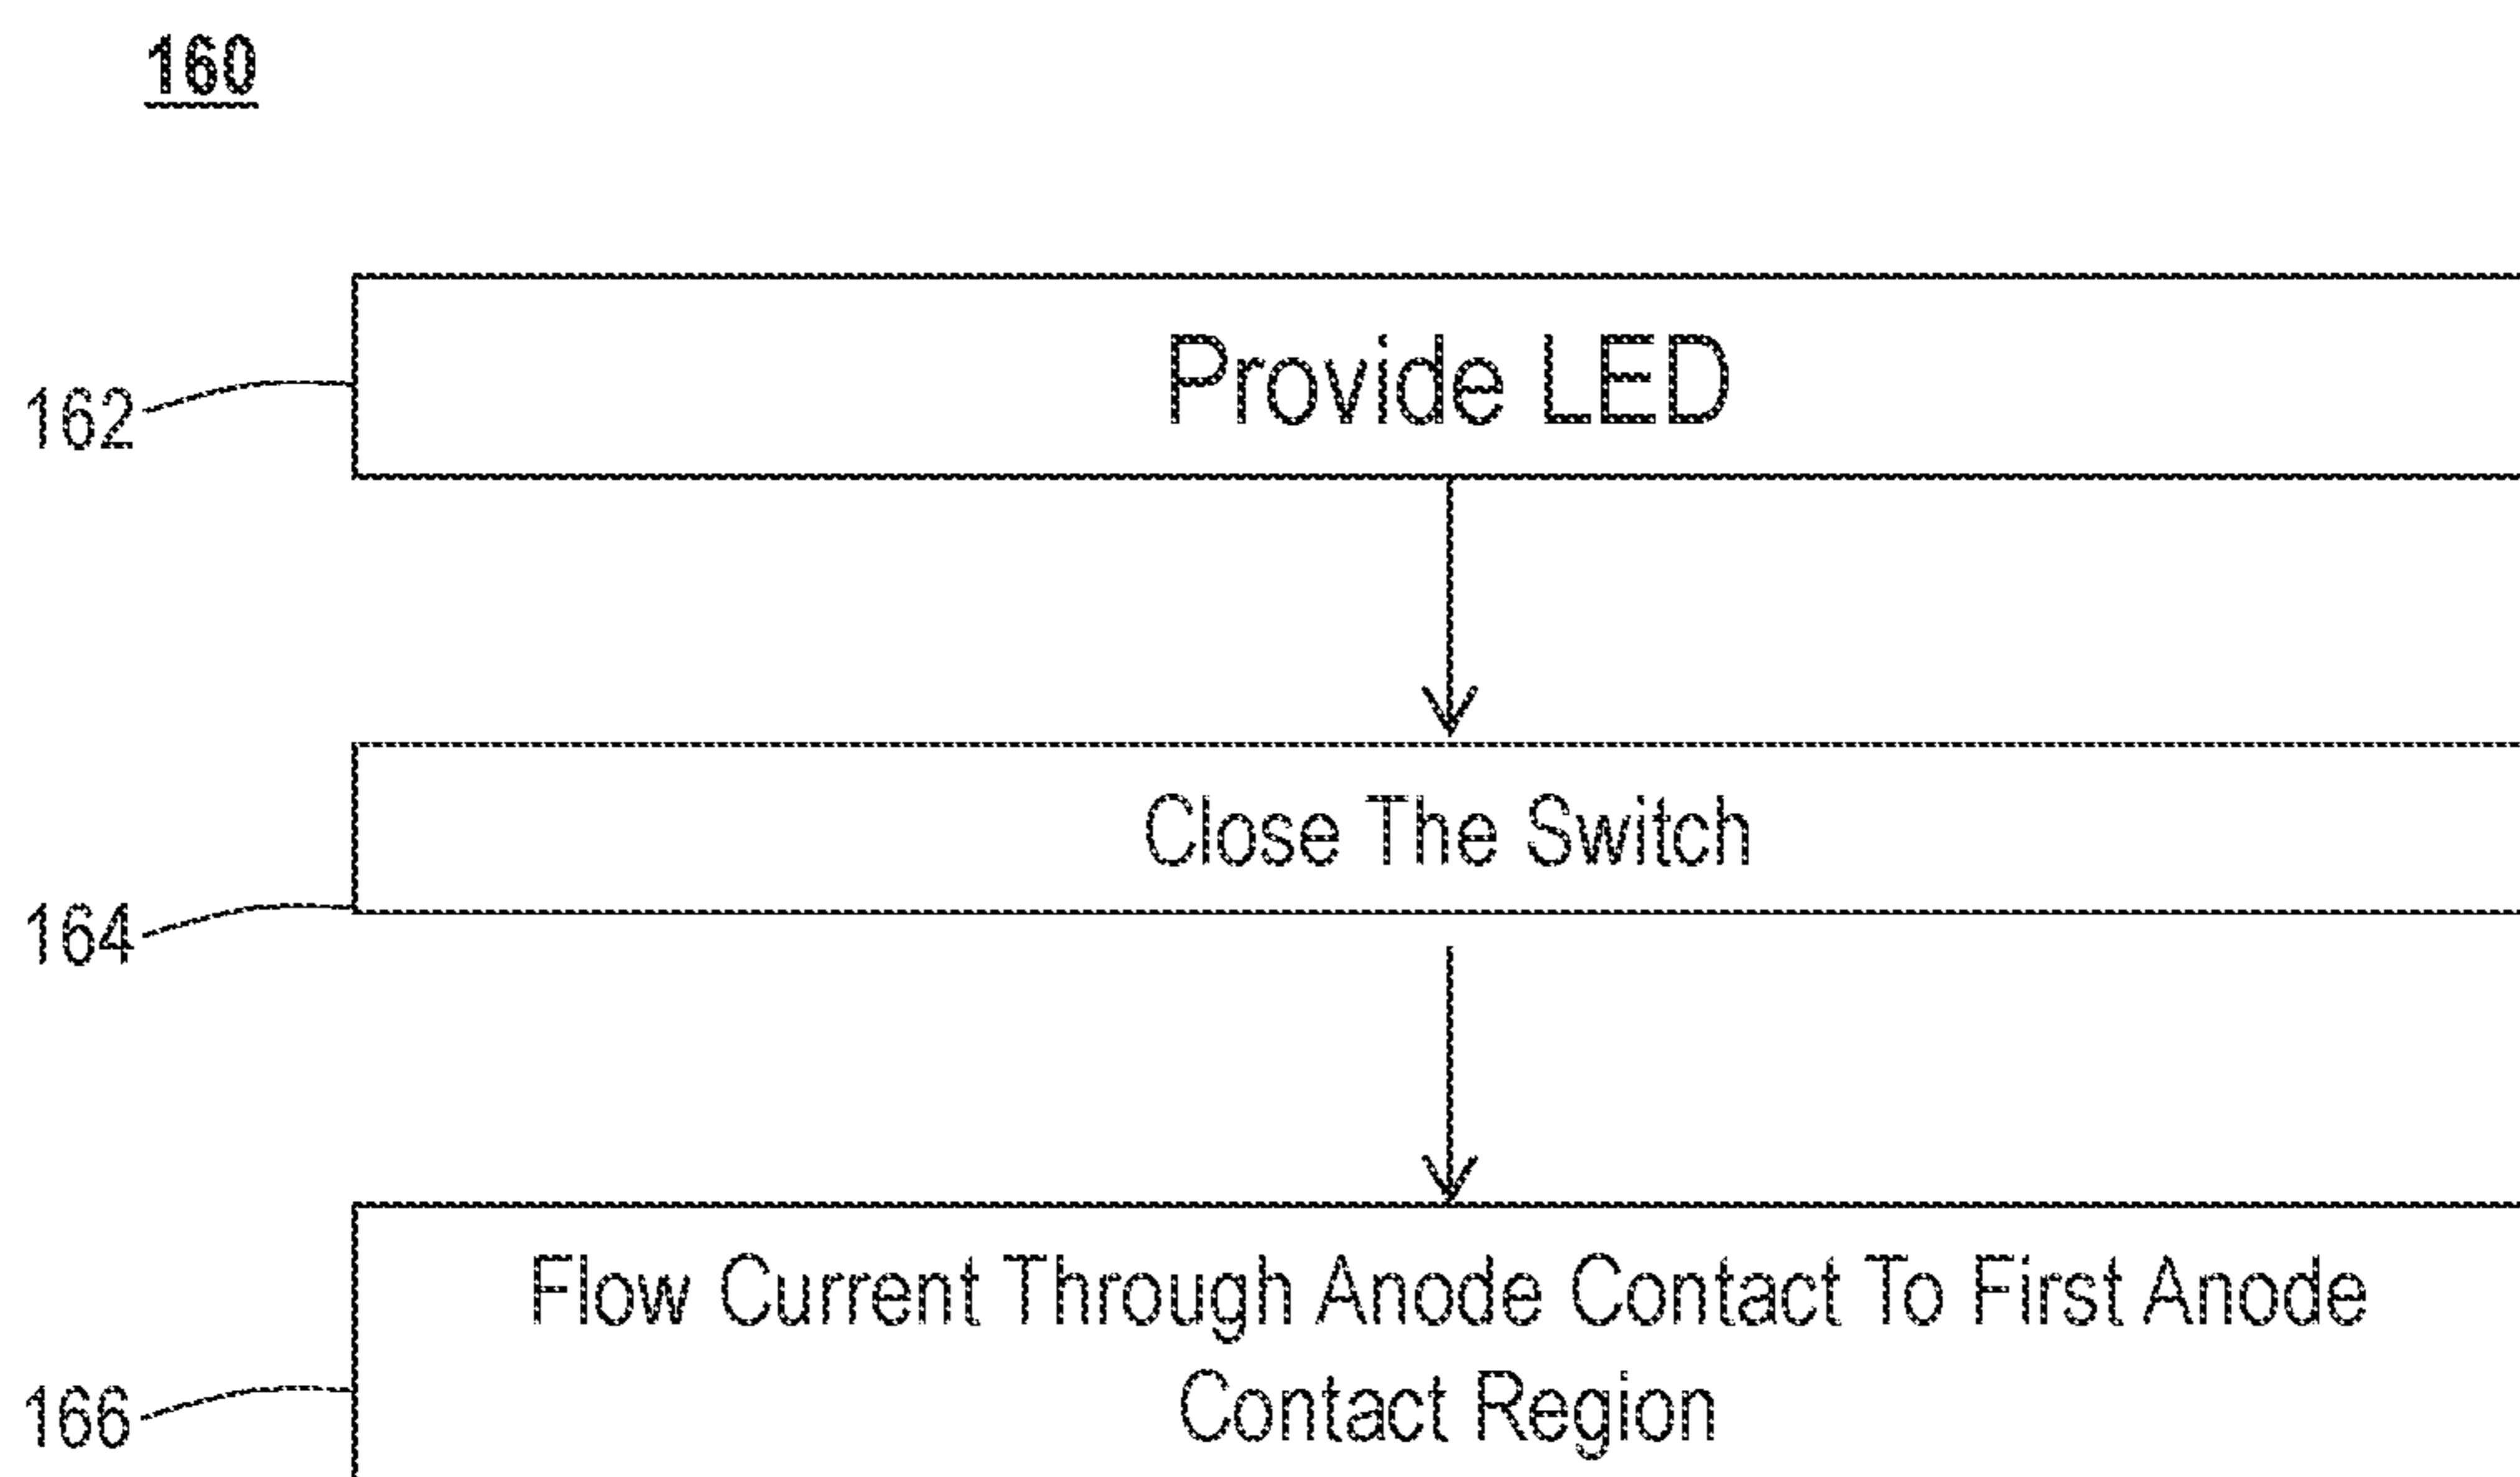 160
Provide LED
162
Close The Switch
164
Flow Current Through Anode Contact To First Anode
Contact Region
166